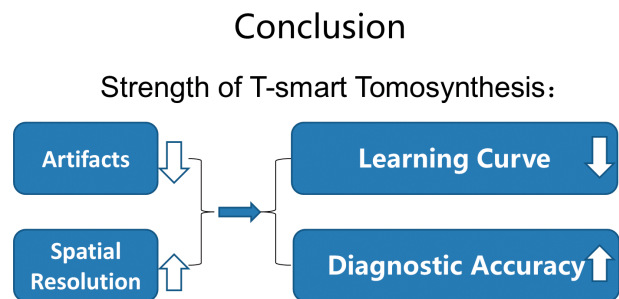 Conclusion
Strength of T-smart Tomosynthesis：
Artifacts
Learning Curve
Spatial
Resolution
Diagnostic Accuracy